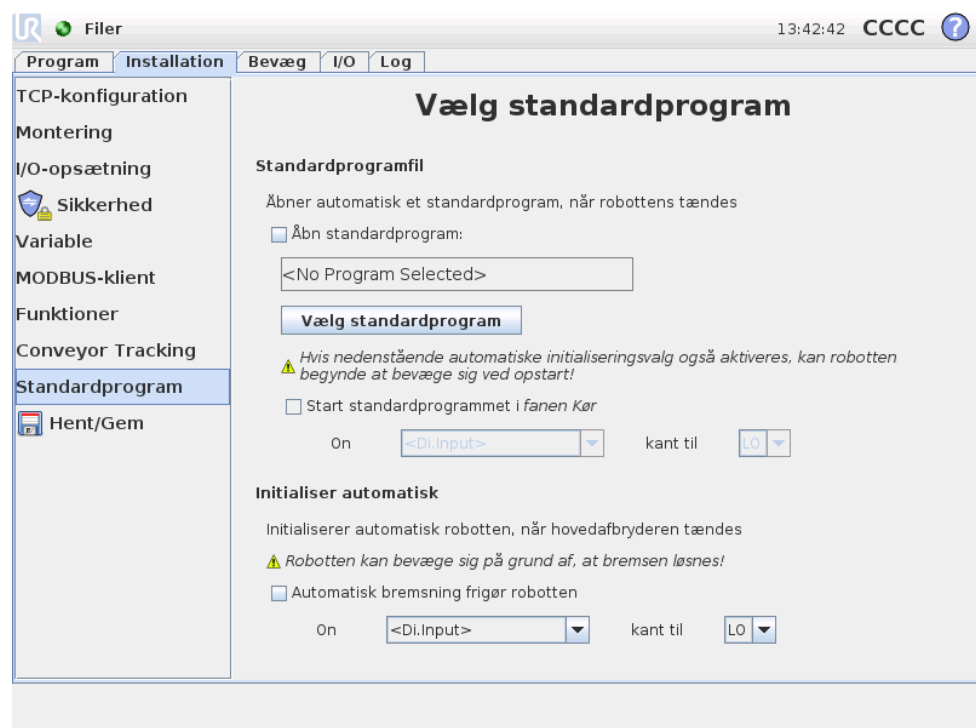 UR Filer 13:42:42 CCCC ?
Program Installation Bevæg I/O Log
TCP-konfiguration
Montering
I/O-opsætning
Sikkerhed
Variable
MODBUS-klient
Funktioner
Conveyor Tracking
Standardprogram
Hent/Gem
Vælg standardprogram
Standardprogramfil
Åbner automatisk et standardprogram, når robottens tændes
Åbn standardprogram:
<No Program Selected>
Vælg standardprogram
Hvis nedenstående automatiske initialiseringsvalg også aktiveres, kan robotten
begynde at bevæge sig ved opstart!
Start standardprogrammet i fanen Kør
On <Di.Input> kant til LO
Initialiser automatisk
Initialiserer automatisk robotten, når hovedafbryderen tændes
Robotten kan bevæge sig på grund af, at bremsen løsnes!
Automatisk bremsning frigør robotten
On <Di.Input> kant til LO